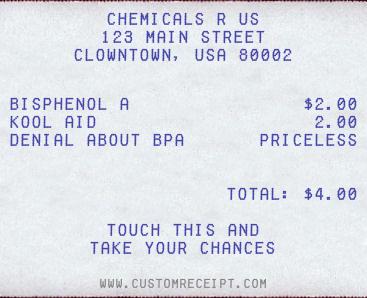 CHEMICALS R US
123 MAIN STREET
CLOWNTOWN, USA 80002
BISPHENOL A $2.00
KOOL AID 2.00
DENIAL ABOUT BPA PRICELESS
TOTAL: $4.00
TOUCH THIS AND
TAKE YOUR CHANCES
WWW.CUSTOMRECEIPT.COM